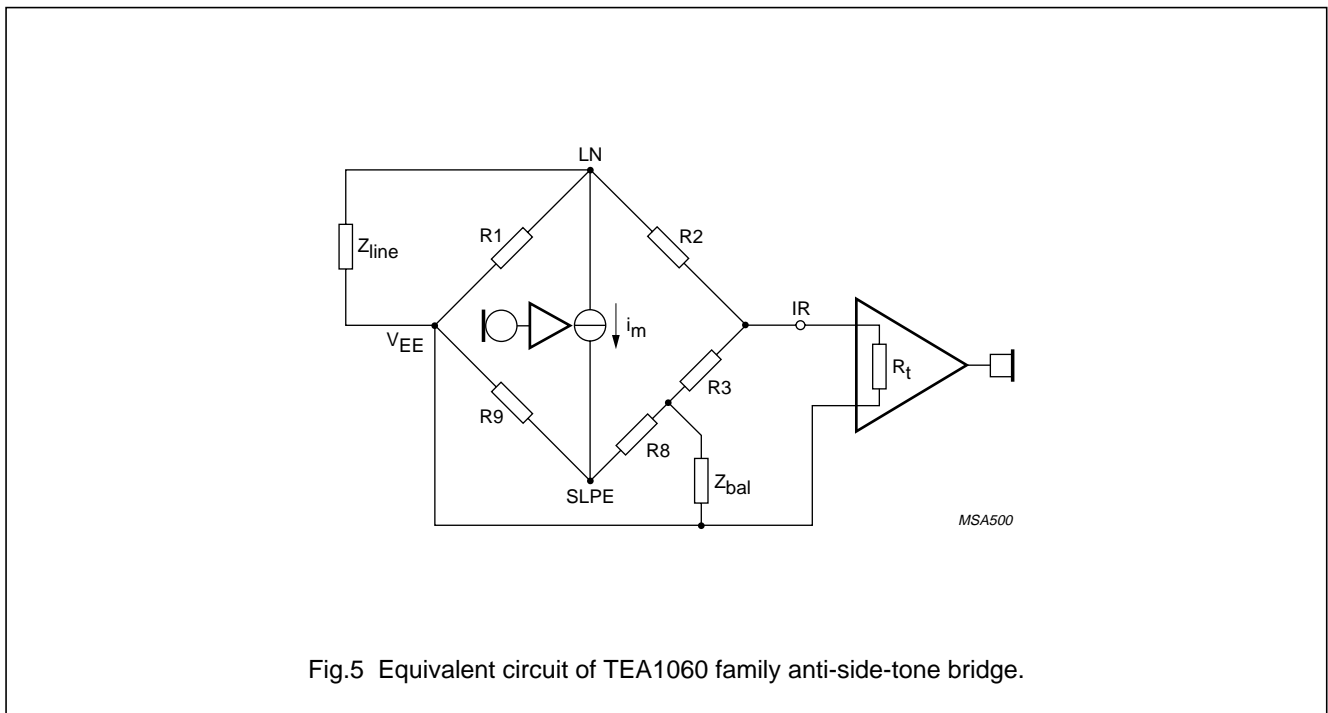 LN
R1
R2
Zline
IR
VEE
im
Rt
R3
R9
R8
Zbal
SLPE
MSA500
Fig.5 Equivalent circuit of TEA1060 family anti-side-tone bridge.